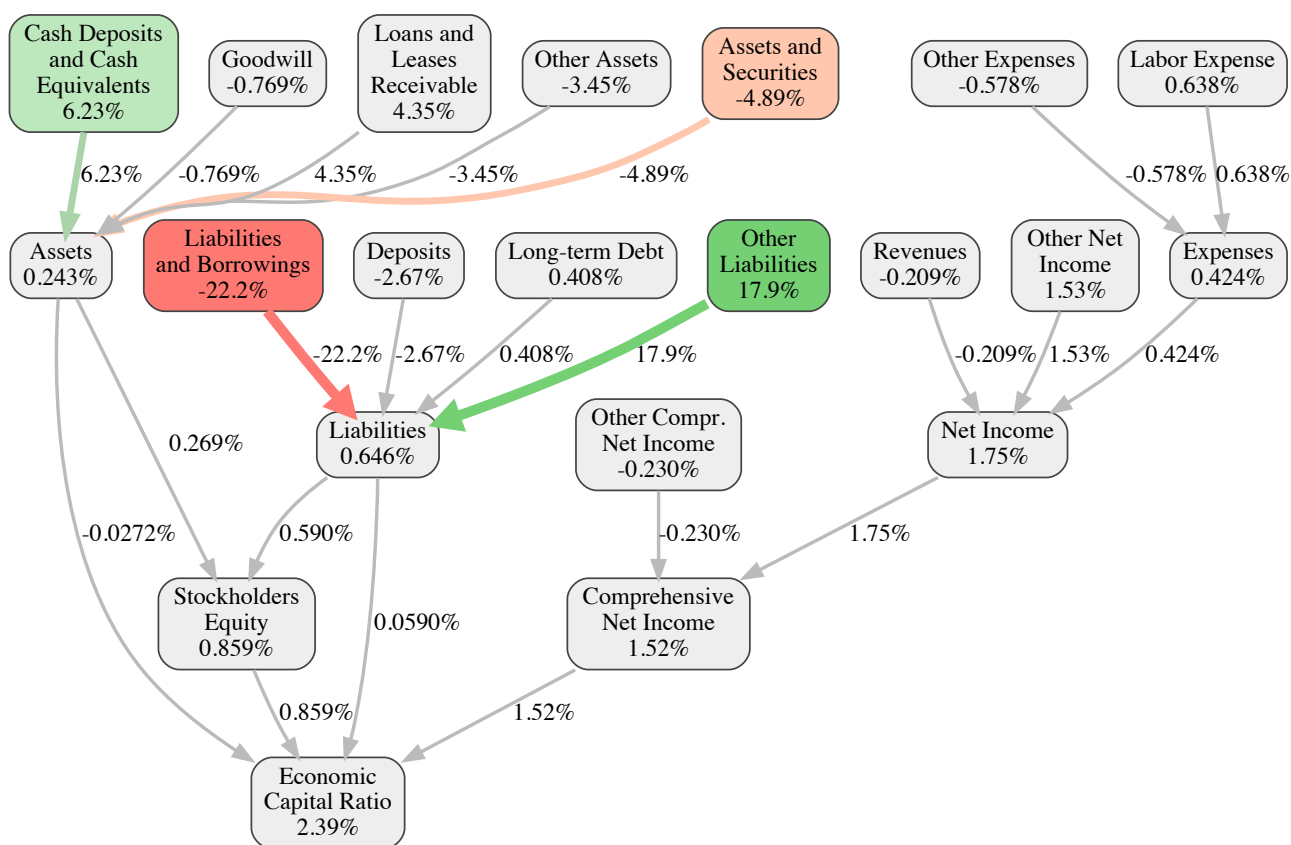 Cash Deposits
and Cash
Equivalents
6.23%
Goodwill
-0.769%
Loans and
Leases
Receivable
4.35%
Other Assets
-3.45%
Assets and
Securities
-4.89%
Other Expenses
-0.578%
Labor Expense
0.638%
6.23%
-0.769%
4.35%
-3.45%
-4.89%
-0.578%
0.638%
Assets
0.243%
Liabilities
and Borrowings
-22.2%
Deposits
-2.67%
Long-term Debt
0.408%
Other
Liabilities
17.9%
Revenues
-0.209%
Other Net
Income
1.53%
Expenses
0.424%
-22.2%
-2.67%
0.408%
17.9%
-0.209%
1.53%
0.424%
0.269%
Liabilities
0.646%
Other Compr.
Net Income
-0.230%
Net Income
1.75%
-0.0272%
0.590%
-0.230%
1.75%
Stockholders
Equity
0.859%
0.0590%
Comprehensive
Net Income
1.52%
0.859%
1.52%
Economic
Capital Ratio
2.39%